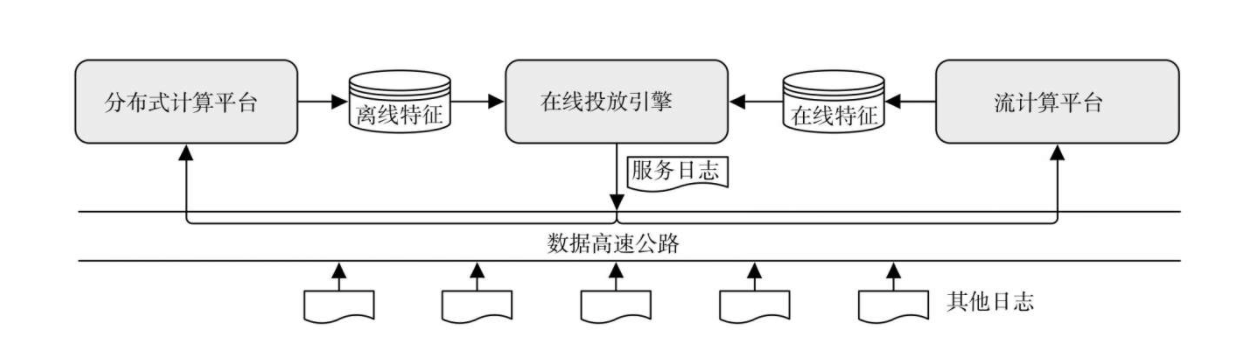 分布式计算平台
离线特征
在线投放引擎
在线特征
流计算平台
服务日志
数据高速公路
其他日志